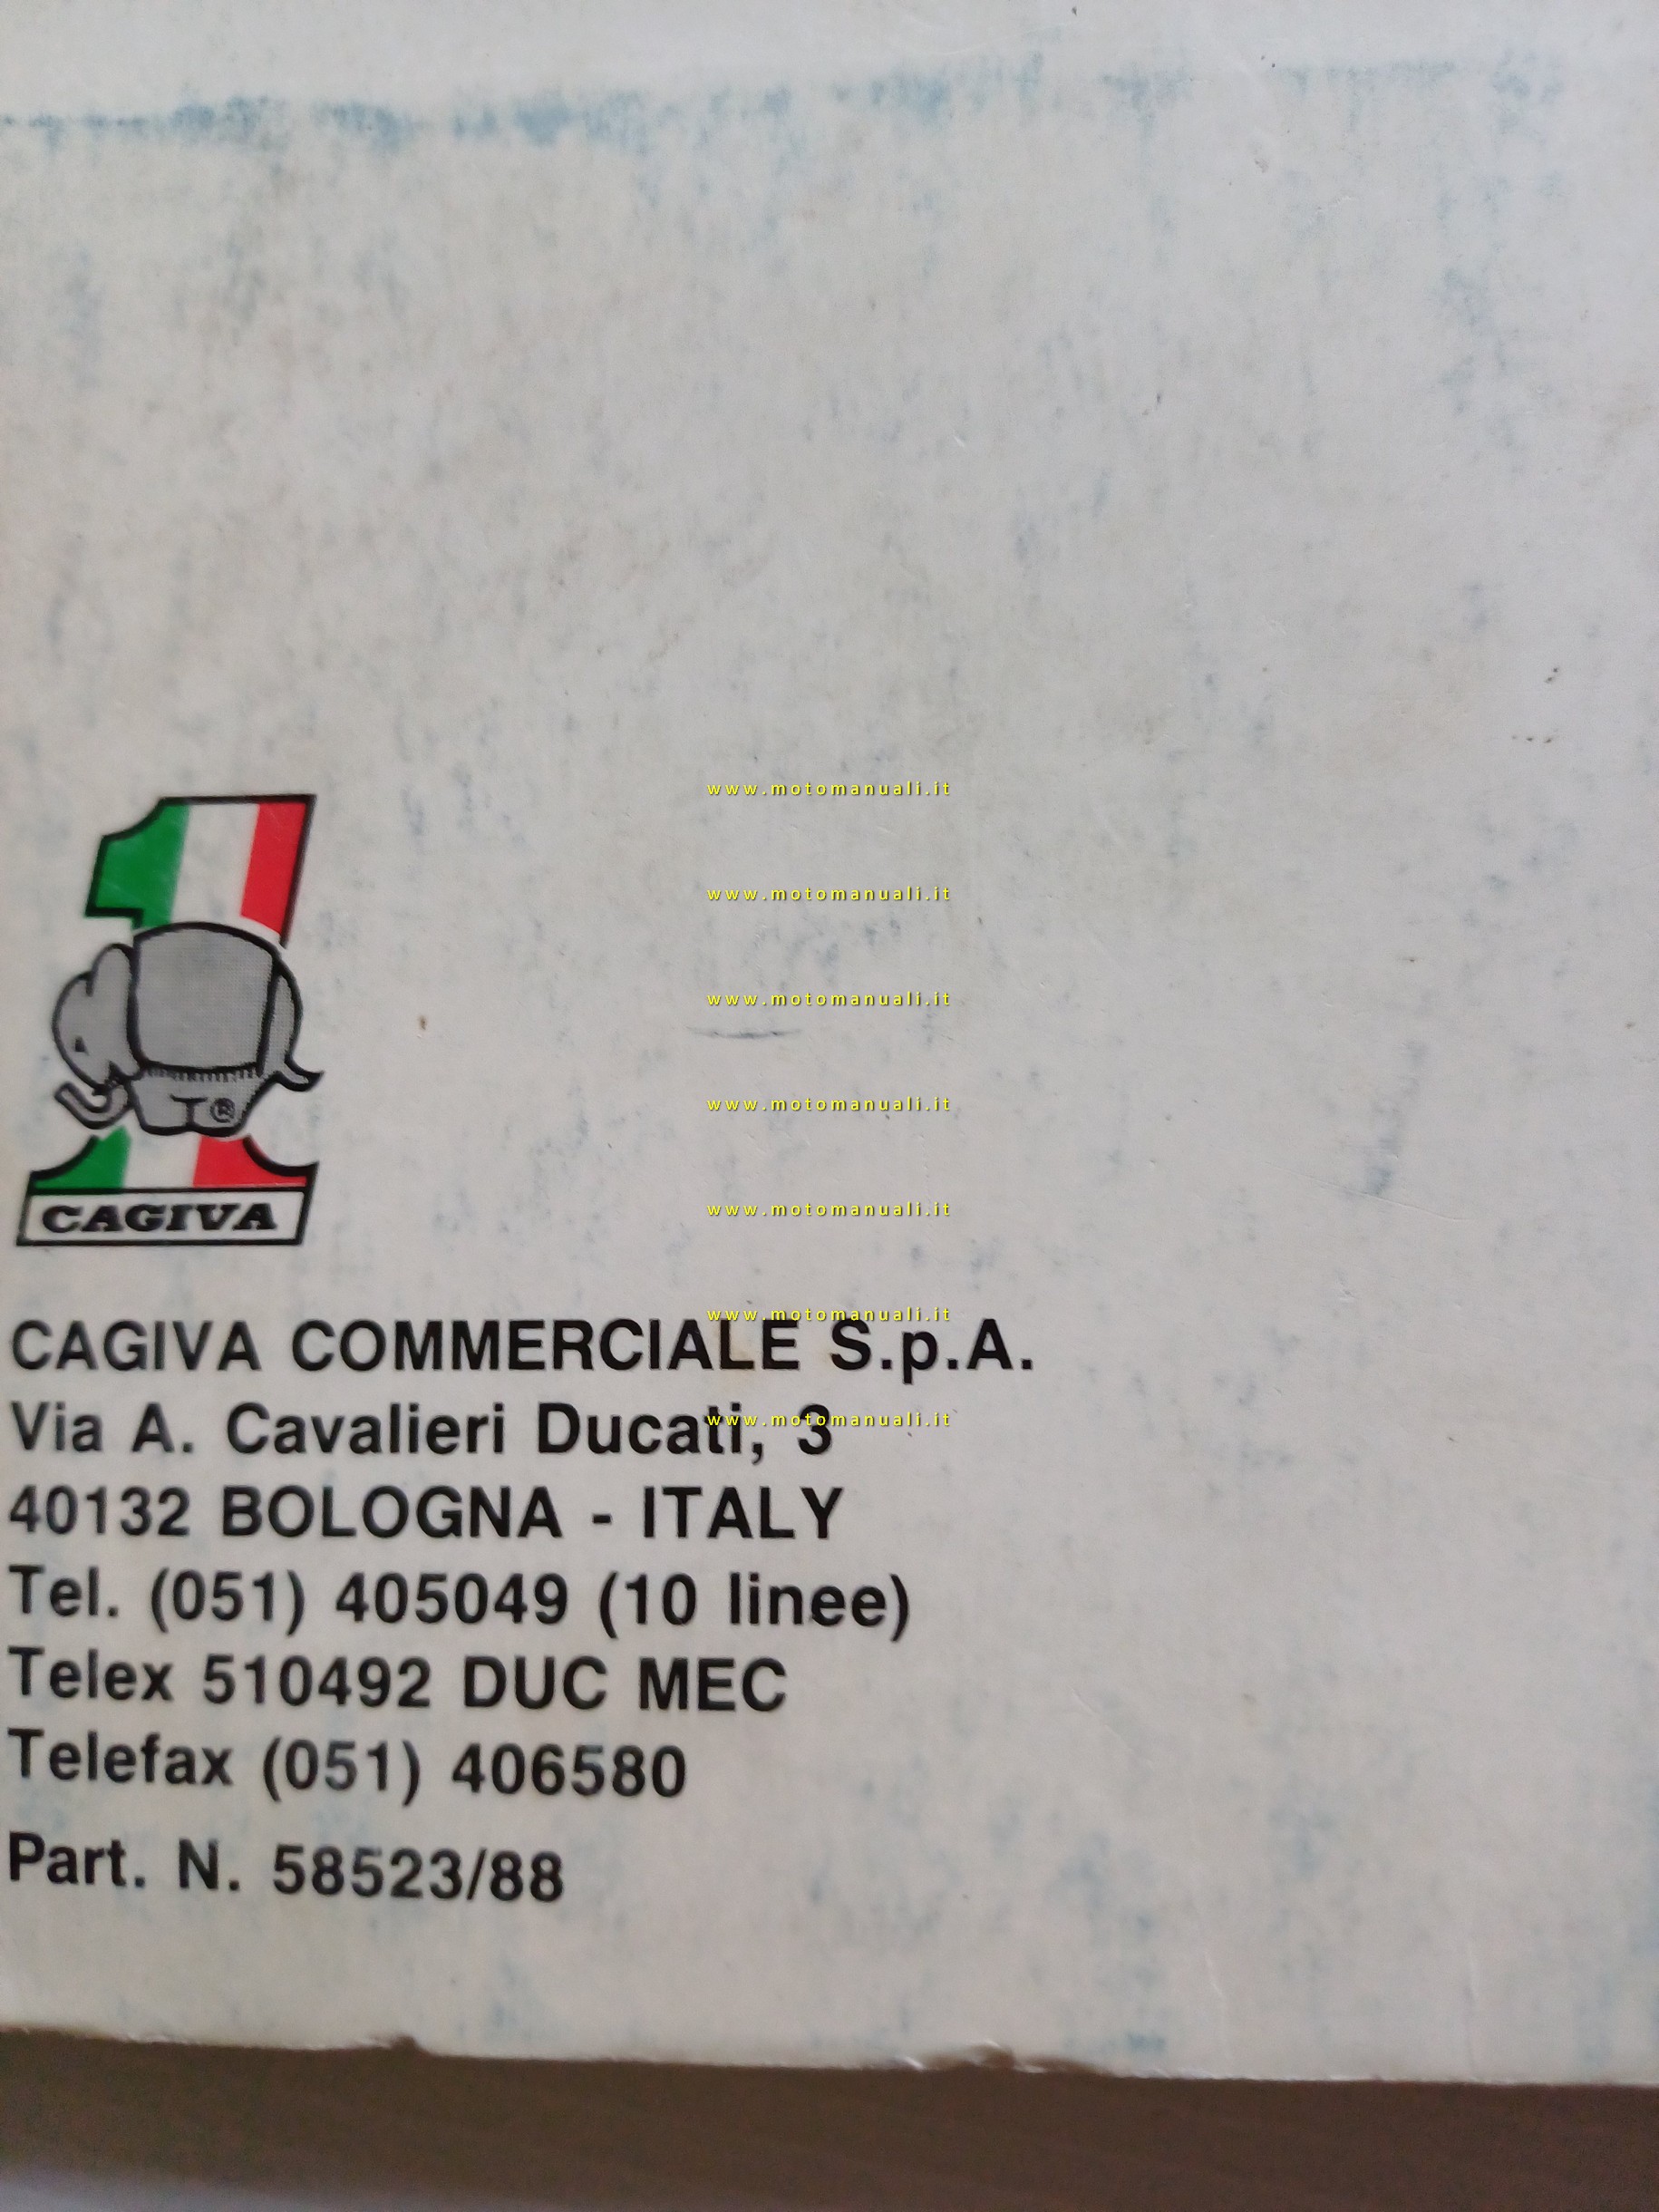 www.motomanuali.it
www.motomanuali.it
www.motomanuali.it
www.motomanuali.it
T®
CAGIVA
www.motomanuali.it
www.motomanuali.it
CAGIVA COMMERCIALE S.p.A.
www.motomanuali.it
Via A. Cavalieri Ducati, 3
40132 BOLOGNA - ITALY
Tel. (051) 405049 (10 linee)
Telex 510492 DUC MEC
Telefax (051) 406580
Part. N. 58523/88